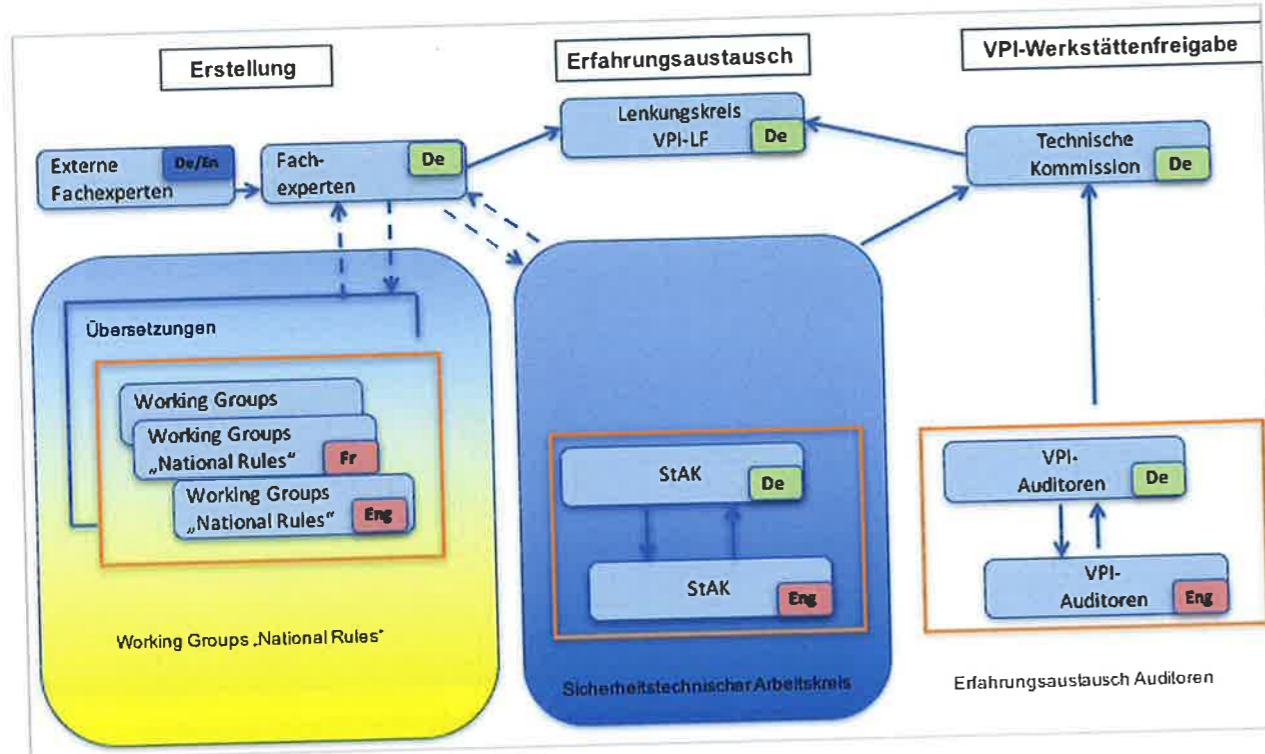 Erstellung
Erfahrungsaustausch
VPI-Werkstättenfreigabe
Externe
Fachexperten
De/En
Fach-
experten
De
Lenkungskreis
VPI-LF
De
Technische
Kommission
De
Übersetzungen
Working Groups
Working Groups
„National Rules“
Fr
Working Groups
„National Rules“
Eng
Working Groups „National Rules“
StAK
De
StAK
Eng
Sicherheitstechnischer Arbeitskreis
VPI-
Auditoren
De
VPI-
Auditoren
Eng
Erfahrungsaustausch Auditoren